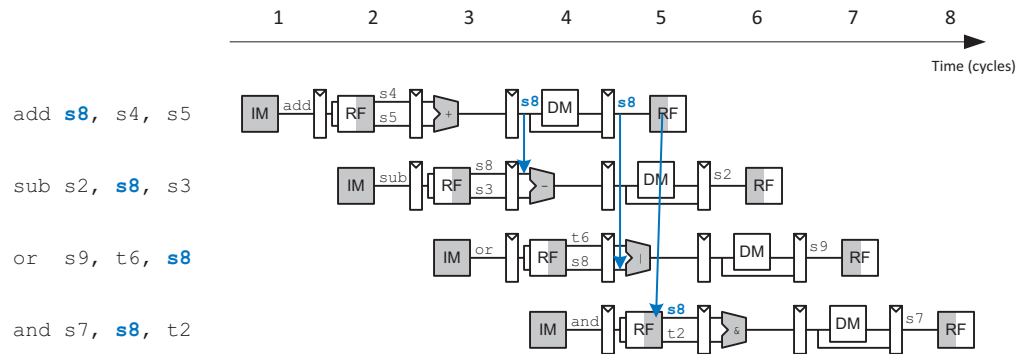 1 2 3 4 5 6 7 8
Time (cycles)
add s8, s4, s5
IM add RF s4 s5 + s8 DM s8 RF
sub s2, s8, s3
IM sub RF s8 s3 - DM s2 RF
or s9, t6, s8
IM or RF t6 s8 | DM s9 RF
and s7, s8, t2
IM and RF s8 t2 & DM s7 RF